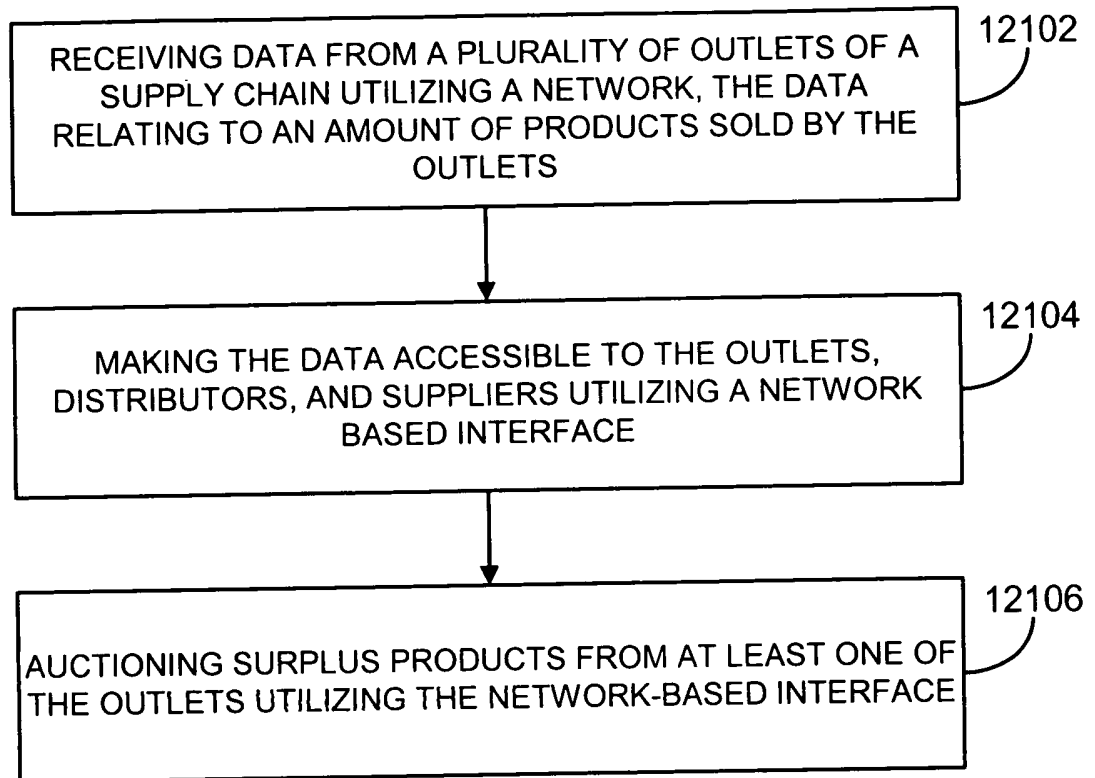 12102
RECEIVING DATA FROM A PLURALITY OF OUTLETS OF A
SUPPLY CHAIN UTILIZING A NETWORK, THE DATA
RELATING TO AN AMOUNT OF PRODUCTS SOLD BY THE
OUTLETS
12104
MAKING THE DATA ACCESSIBLE TO THE OUTLETS,
DISTRIBUTORS, AND SUPPLIERS UTILIZING A NETWORK
BASED INTERFACE
12106
AUCTIONING SURPLUS PRODUCTS FROM AT LEAST ONE OF
THE OUTLETS UTILIZING THE NETWORK-BASED INTERFACE